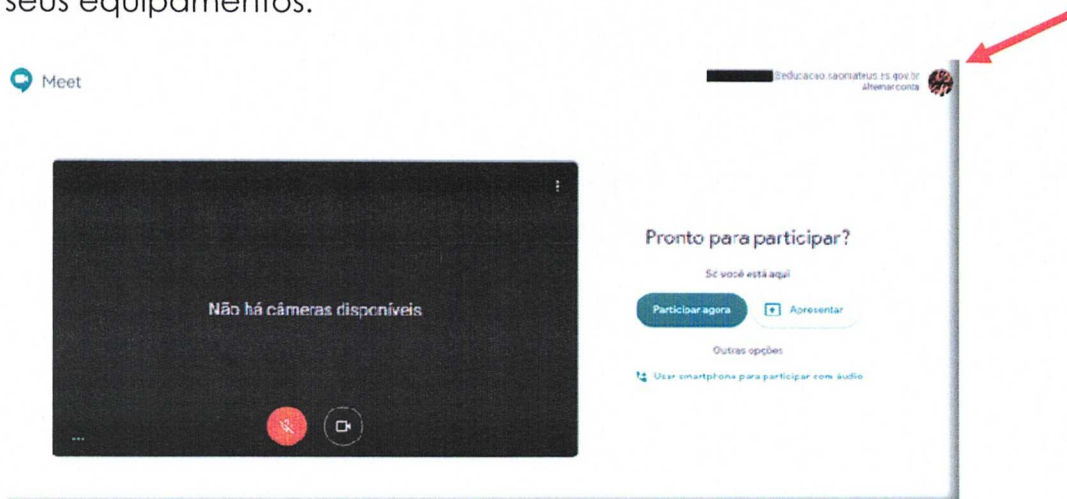 seus equipamentos.
Meet
@educacao.saomateus.es.gov.br
Alternar conta
Pronto para participar?
Só você está aqui
Não há câmeras disponíveis
Participar agora
Apresentar
Outras opções
Usar smartphone para participar com áudio